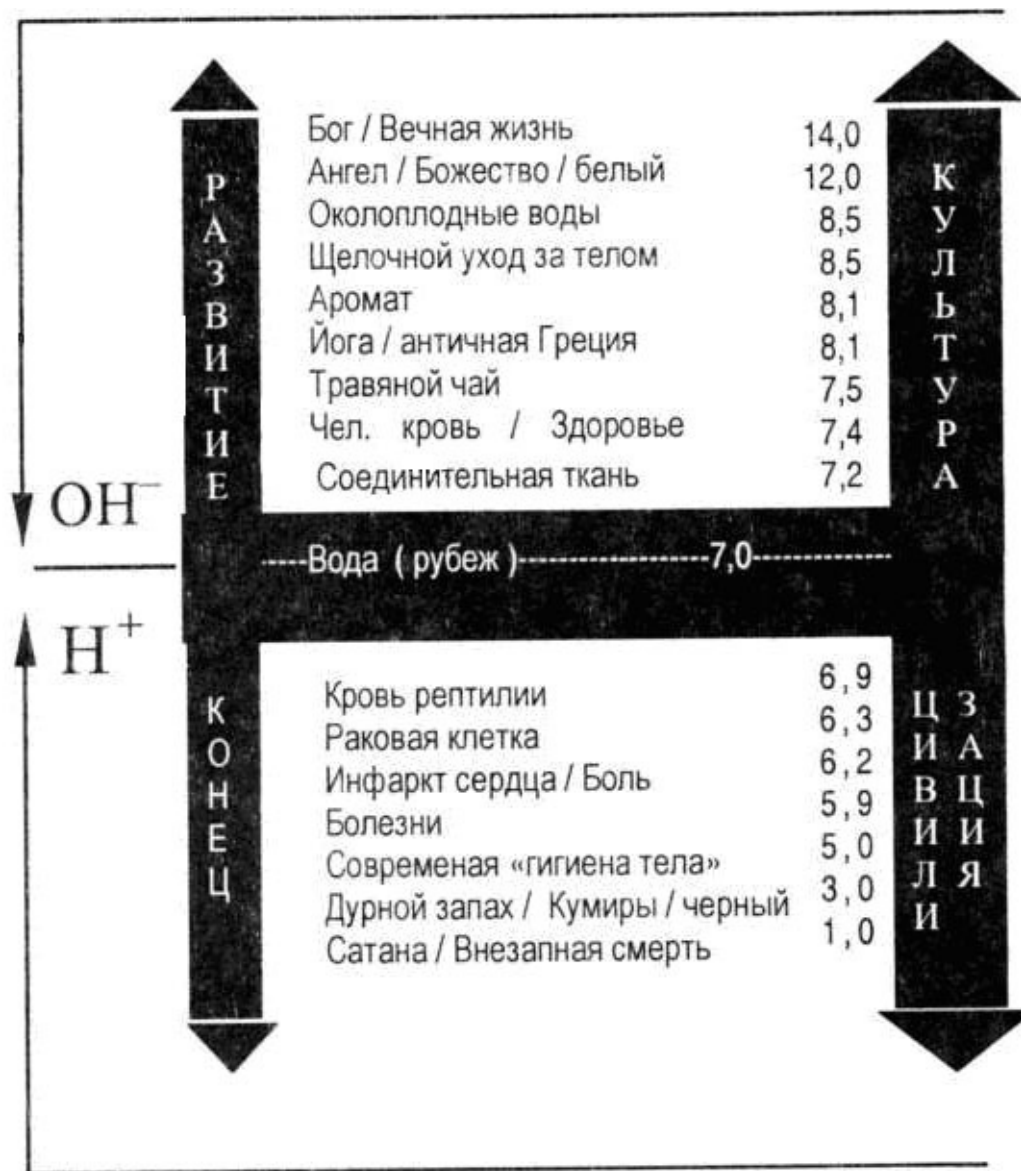 РАЗВИТИЕ
КУЛЬТУРА
Бог / Вечная жизнь 14,0
Ангел / Божество / белый 12,0
Околоплодные воды 8,5
Щелочной уход за телом 8,5
Аромат 8,1
Йога / античная Греция 8,1
Травяной чай 7,5
Чел. кровь / Здоровье 7,4
Соединительная ткань 7,2
OH⁻
Вода ( рубеж ) 7,0
H⁺
КОНЕЦ
ЦИВИЛИ
ЗАЦИЯ
Кровь рептилии 6,9
Раковая клетка 6,3
Инфаркт сердца / Боль 6,2
Болезни 5,9
Современая «гигиена тела» 5,0
Дурной запах / Кумиры / черный 3,0
Сатана / Внезапная смерть 1,0